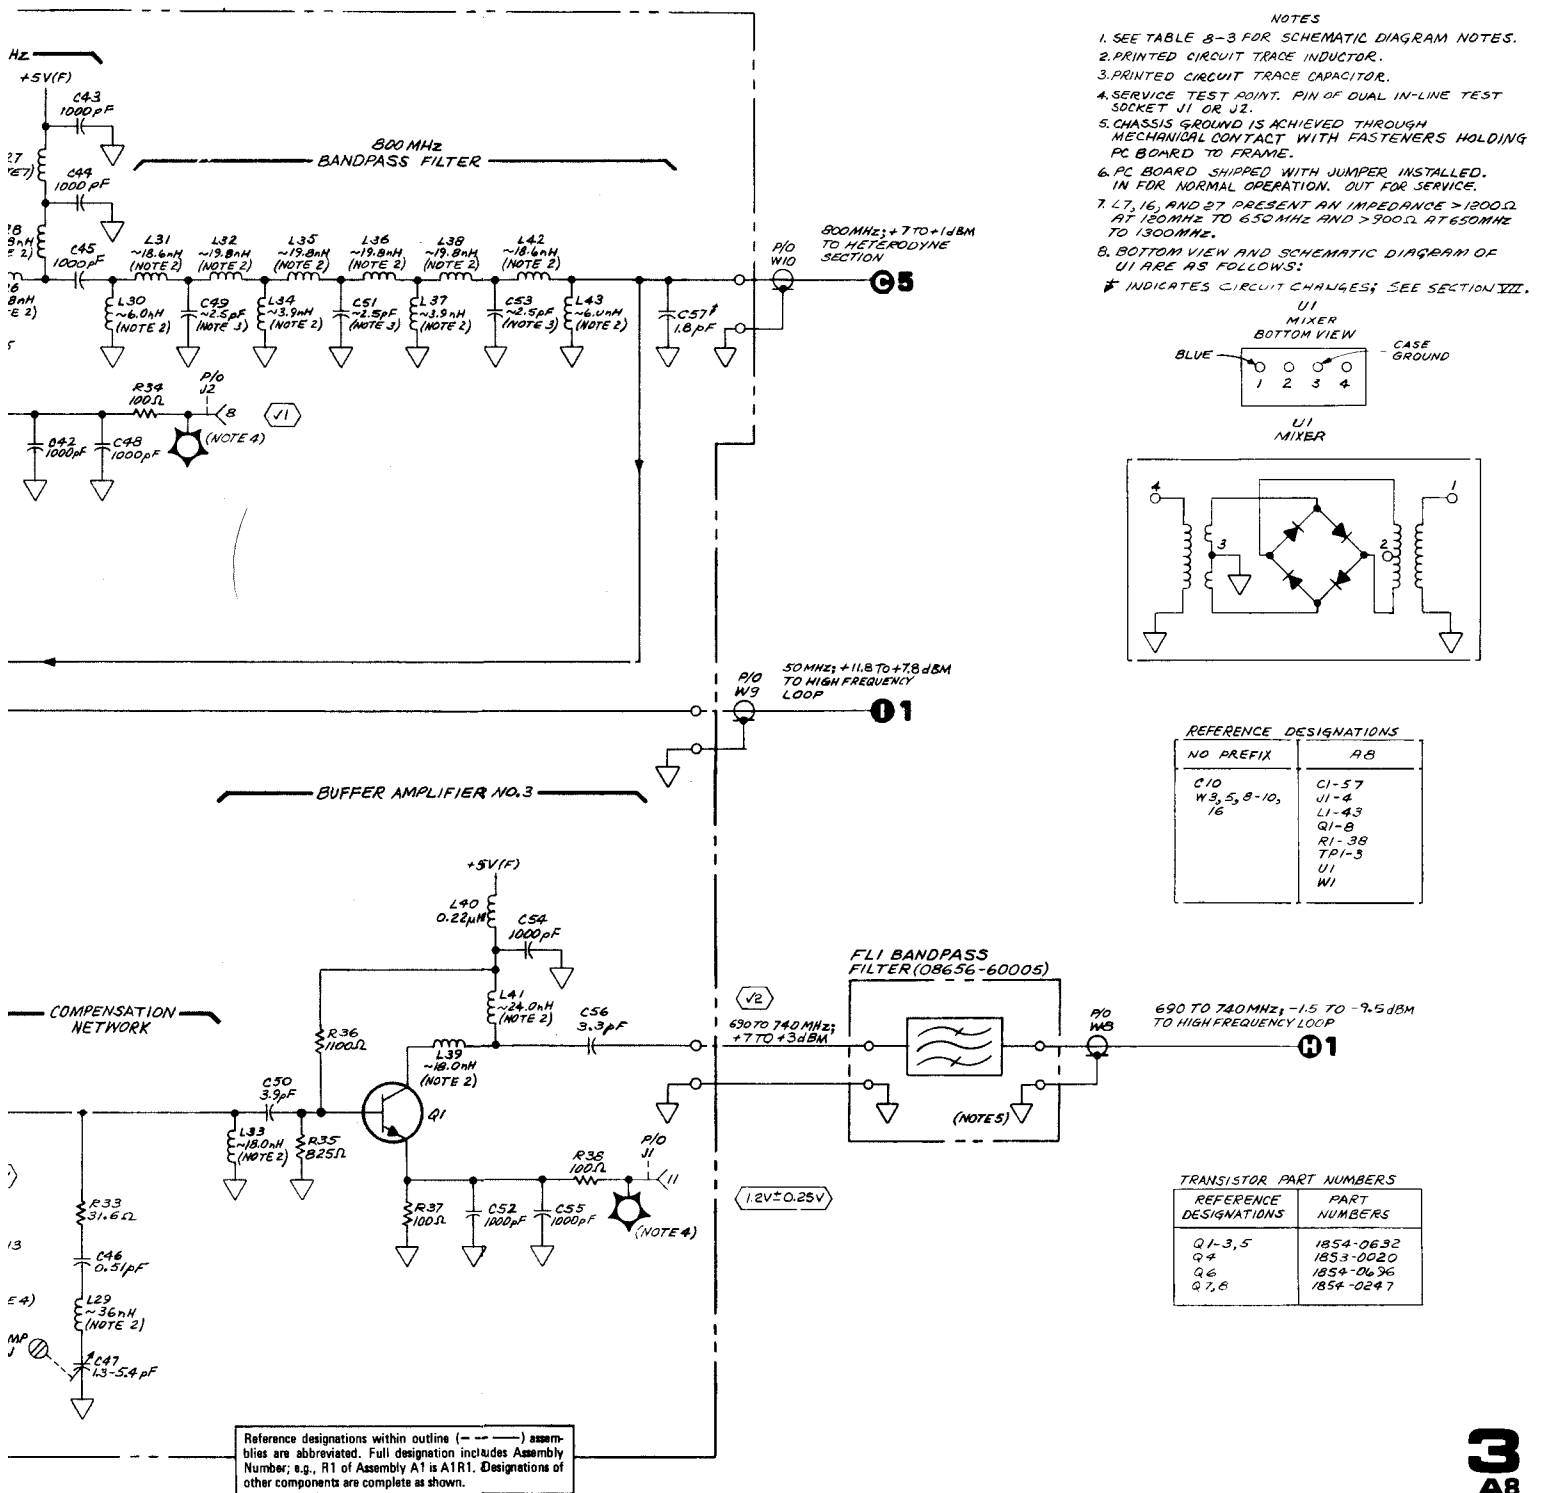 HZ
+5V(F)
C43
1000pF
27
C44
1000pF
C45
1000pF
800 MHz
BANDPASS FILTER
L31
~18.6nH
(NOTE 2)
L32
~19.8nH
(NOTE 2)
L35
~19.8nH
(NOTE 2)
L36
~19.8nH
(NOTE 2)
L38
~19.8nH
(NOTE 2)
L42
~18.6nH
(NOTE 2)
L30
~6.0nH
(NOTE 2)
C49
~2.5pF
(NOTE 3)
L34
~3.9nH
(NOTE 2)
C51
~2.5pF
(NOTE 3)
L37
~3.9nH
(NOTE 2)
C53
~2.5pF
(NOTE 3)
L43
~6.0nH
(NOTE 2)
C57
1.8pF
P/O
W10
800MHz; +7 TO +1dBM
TO HETERODYNE
SECTION
C5
R34
100Ω
P/O
J2
8
√1
(NOTE 4)
C42
1000pF
C48
1000pF
NOTES
1. SEE TABLE 8-3 FOR SCHEMATIC DIAGRAM NOTES.
2. PRINTED CIRCUIT TRACE INDUCTOR.
3. PRINTED CIRCUIT TRACE CAPACITOR.
4. SERVICE TEST POINT. PIN OF DUAL IN-LINE TEST
SOCKET J1 OR J2.
5. CHASSIS GROUND IS ACHIEVED THROUGH
MECHANICAL CONTACT WITH FASTENERS HOLDING
PC BOARD TO FRAME.
6. PC BOARD SHIPPED WITH JUMPER INSTALLED.
IN FOR NORMAL OPERATION. OUT FOR SERVICE.
7. L7, 16, AND 27 PRESENT AN IMPEDANCE >1200Ω
AT 120MHz TO 650MHz AND >900Ω AT 650MHz
TO 1300MHz.
8. BOTTOM VIEW AND SCHEMATIC DIAGRAM OF
U1 ARE AS FOLLOWS:
INDICATES CIRCUIT CHANGES; SEE SECTION VII.
U1
MIXER
BOTTOM VIEW
BLUE
CASE
GROUND
1 2 3 4
U1
MIXER
4 3 2 1
P/O
W9
50MHz; +11.8 TO +7.8dBM
TO HIGH FREQUENCY
LOOP
I1
REFERENCE DESIGNATIONS
NO PREFIX A8
C10 C1-57
W3, 5, 8-10, J1-4
16 L1-43
Q1-8
R1-38
TP1-3
U1
W1
BUFFER AMPLIFIER NO.3
+5V(F)
L40
0.22μH
C54
1000pF
L41
~24.0nH
(NOTE 2)
C56
3.3pF
COMPENSATION
NETWORK
R36
1100Ω
L39
~18.0nH
(NOTE 2)
C50
3.9pF
Q1
L33
~18.0nH
(NOTE 2)
R35
825Ω
√2
690 TO 740 MHz;
+7 TO +3dBM
FL1 BANDPASS
FILTER (08656-60005)
P/O
W8
690 TO 740 MHz; -1.5 TO -9.5dBM
TO HIGH FREQUENCY LOOP
H1
(NOTE 5)
R38
100Ω
P/O
J1
11
1.2V±0.25V
(NOTE 4)
R37
100Ω
C52
1000pF
C55
1000pF
R33
31.6Ω
C46
0.51pF
L29
~36nH
(NOTE 2)
C47
1.3-5.4pF
TRANSISTOR PART NUMBERS
REFERENCE DESIGNATIONS PART NUMBERS
Q1-3,5 1854-0632
Q4 1853-0020
Q6 1854-0696
Q7,8 1854-0247
Reference designations within outline (— - - —) assem-
blies are abbreviated. Full designation includes Assembly
Number; e.g., R1 of Assembly A1 is A1R1. Designations of
other components are complete as shown.
3
A8